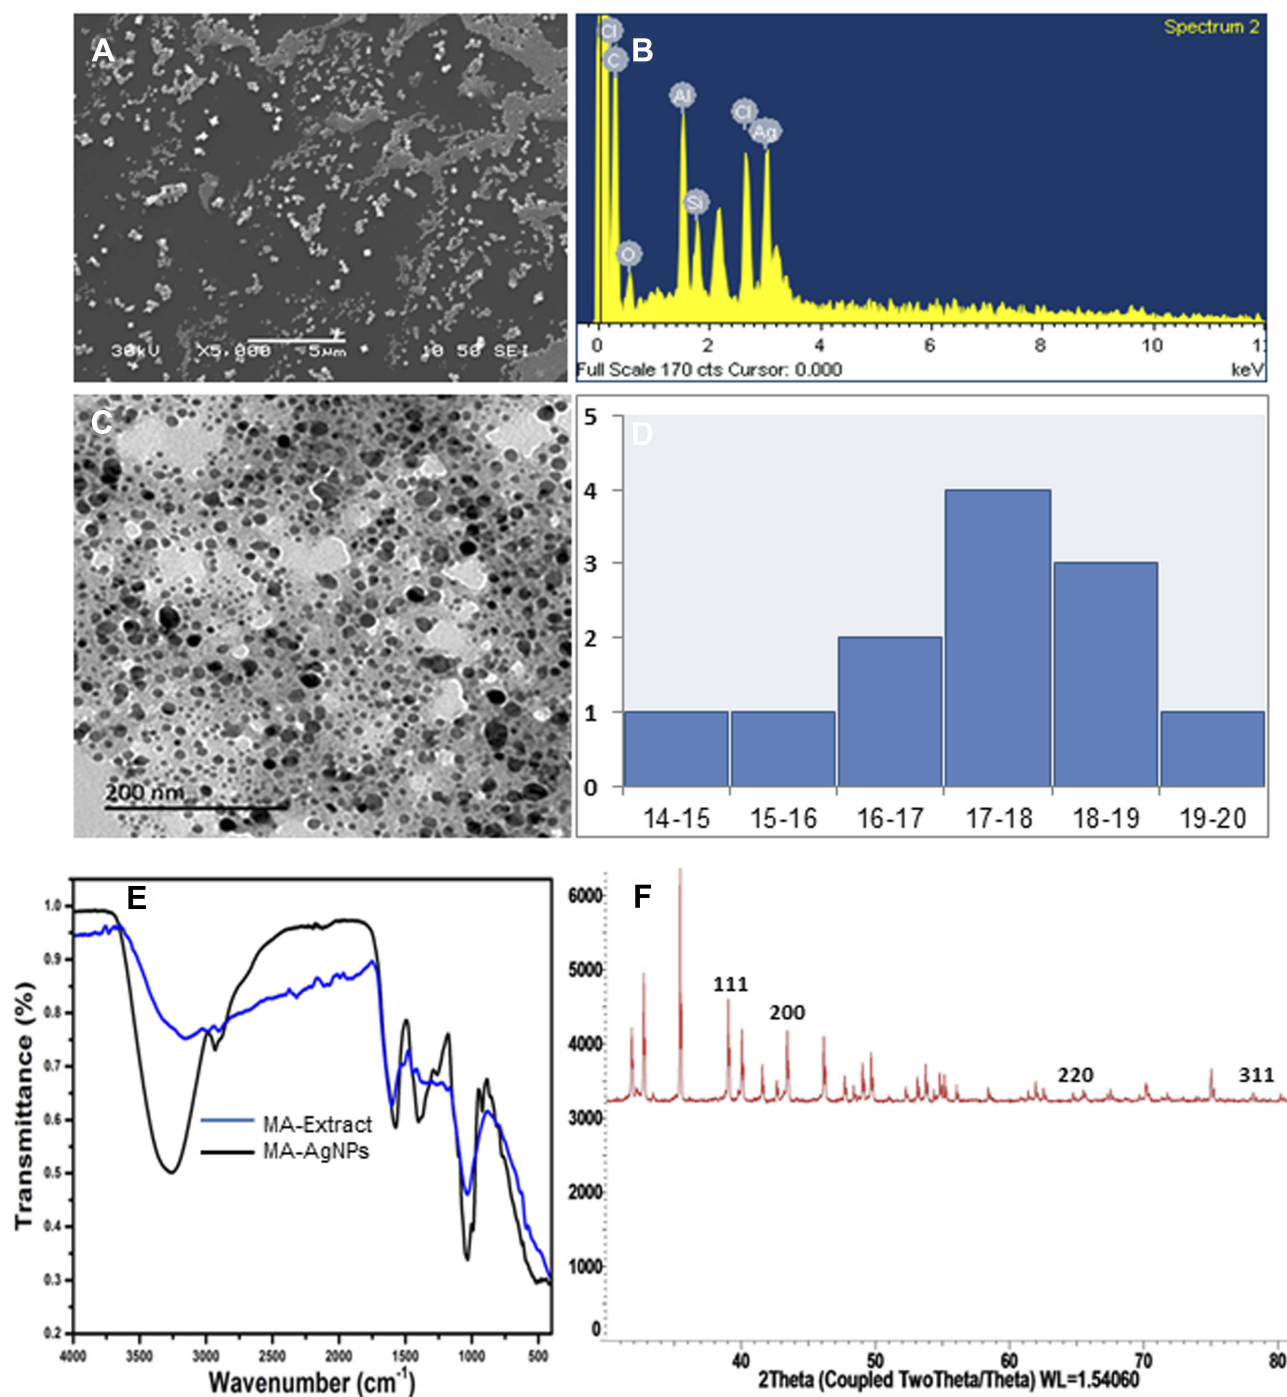 A
30kV X5,000 5µm 10 50 SEI
B
Spectrum 2
Cl
C
O
Al
Si
Cl
Ag
0 2 4 6 8 10
Full Scale 170 cts Cursor: 0.000
keV
C
200 nm
D
5
4
3
2
1
0
14-15 15-16 16-17 17-18 18-19 19-20
E
Transmittance (%)
1.0
0.9
0.8
0.7
0.6
0.5
0.4
0.3
0.2
MA-Extract
MA-AgNPs
4000 3500 3000 2500 2000 1500 1000 500
Wavenumber (cm-1)
F
6000
5000
4000
3000
2000
1000
0
111
200
220
311
40 50 60 70 80
2Theta (Coupled TwoTheta/Theta) WL=1.54060